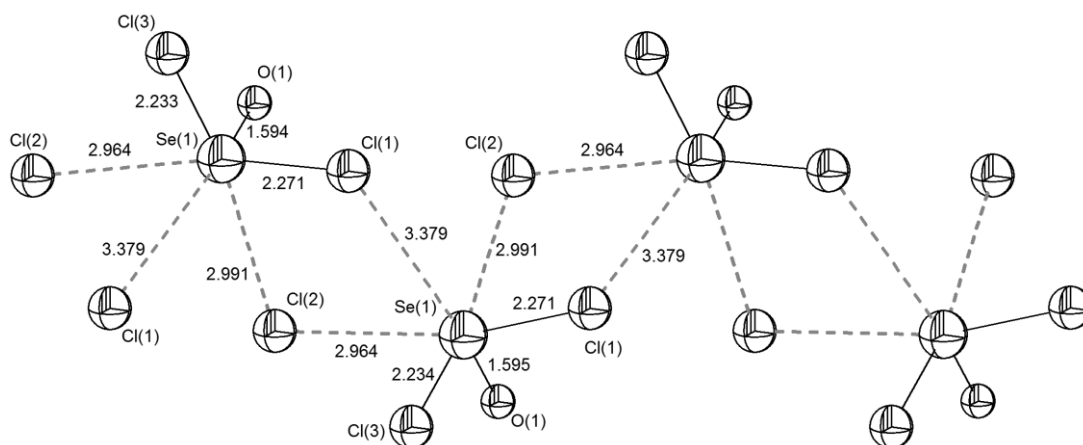 Cl(3)
O(1)
2.233
Se(1)
1.594
Cl(2)
2.964
Cl(1)
2.271
Cl(2)
2.964
3.379
3.379
2.991
2.991
3.379
Cl(1)
Cl(2)
Se(1)
2.271
Cl(1)
2.964
1.595
2.234
O(1)
Cl(3)